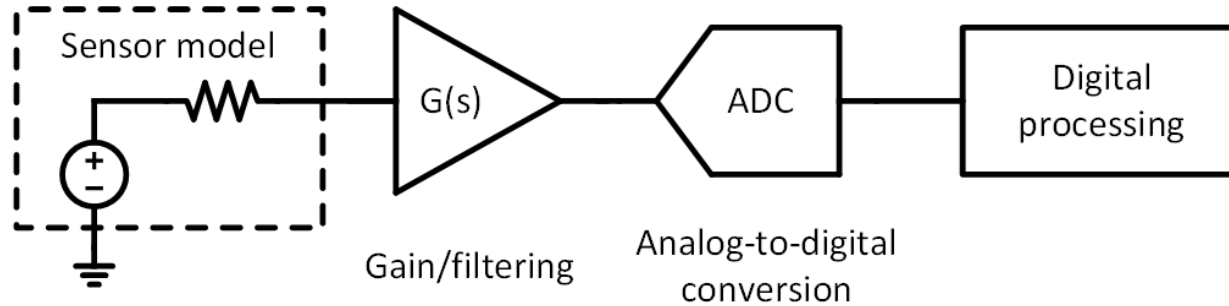 Sensor model
+
−
G(s)
ADC
Digital
processing
Gain/filtering
Analog-to-digital
conversion